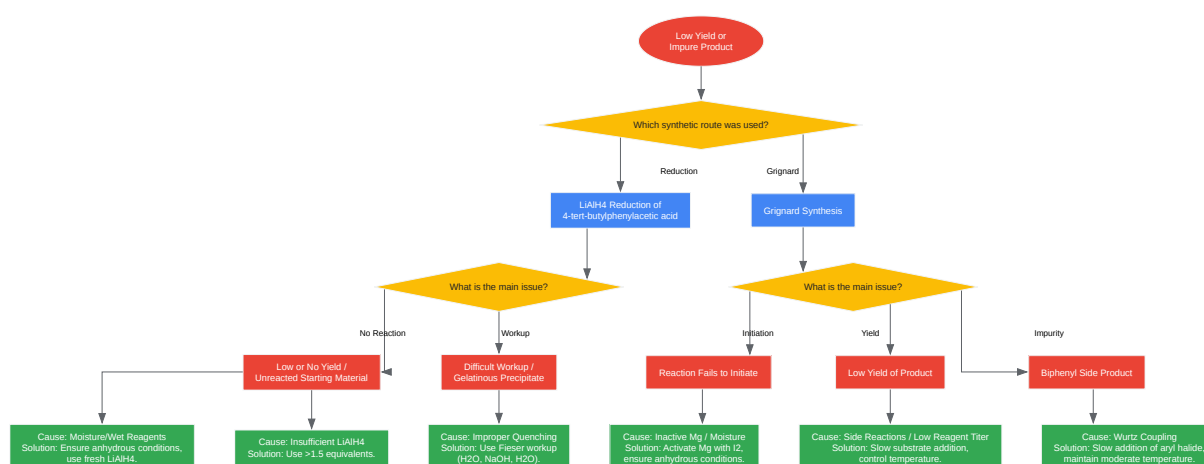 Low Yield or
Impure Product
Which synthetic route was used?
Reduction
Grignard
LiAlH4 Reduction of
4-tert-butylphenylacetic acid
Grignard Synthesis
What is the main issue?
What is the main issue?
No Reaction
Workup
Initiation
Yield
Impurity
Low or No Yield /
Unreacted Starting Material
Difficult Workup /
Gelatinous Precipitate
Reaction Fails to Initiate
Low Yield of Product
Biphenyl Side Product
Cause: Moisture/Wet Reagents
Solution: Ensure anhydrous conditions,
use fresh LiAlH4.
Cause: Insufficient LiAlH4
Solution: Use >1.5 equivalents.
Cause: Improper Quenching
Solution: Use Fieser workup
(H2O, NaOH, H2O).
Cause: Inactive Mg / Moisture
Solution: Activate Mg with I2,
ensure anhydrous conditions.
Cause: Side Reactions / Low Reagent Titer
Solution: Slow substrate addition,
control temperature.
Cause: Wurtz Coupling
Solution: Slow addition of aryl halide,
maintain moderate temperature.